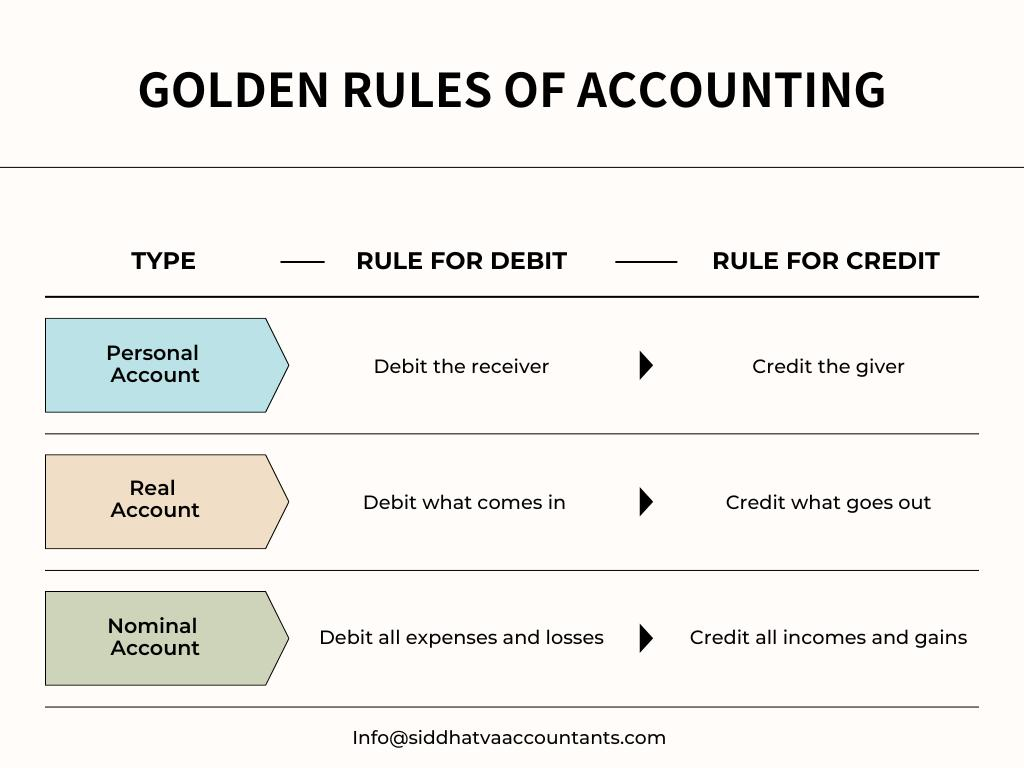 GOLDEN RULES OF ACCOUNTING
TYPE RULE FOR DEBIT RULE FOR CREDIT
Personal
Account
Debit the receiver
Credit the giver
Real
Account
Debit what comes in
Credit what goes out
Nominal
Account
Debit all expenses and losses
Credit all incomes and gains
Info@siddhatvaaccountants.com